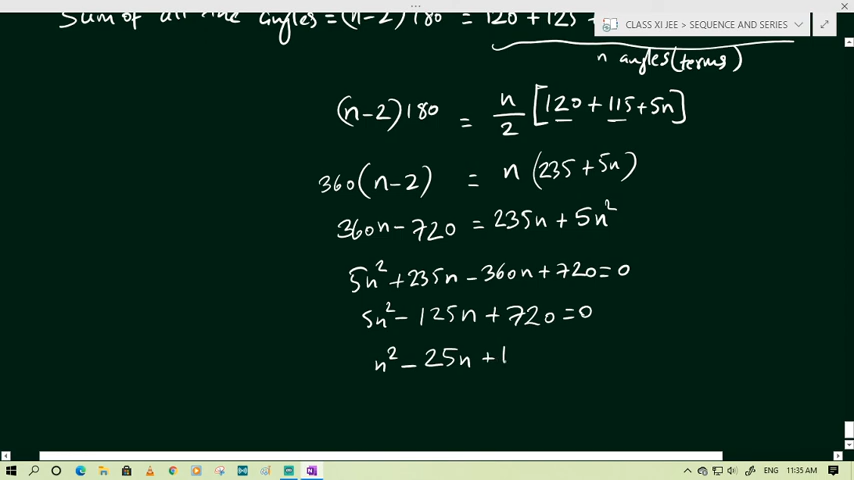 Sum of all the angles = (n-2) 180 = 120 + 125 +
CLASS XI JEE > SEQUENCE AND SERIES
n angles (terms)
(n-2) 180 = n/2 [120 + 115 + 5n]
360 (n-2) = n (235 + 5n)
360n - 720 = 235n + 5n²
5n² + 235n - 360n + 720 = 0
5n² - 125n + 720 = 0
n² - 25n + 1
ENG 11:35 AM